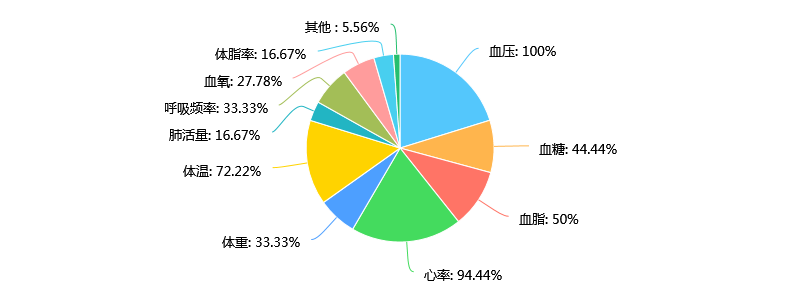 其他 : 5.56%
体脂率: 16.67%
血压: 100%
血氧: 27.78%
呼吸频率: 33.33%
肺活量: 16.67%
血糖: 44.44%
体温: 72.22%
血脂: 50%
体重: 33.33%
心率: 94.44%